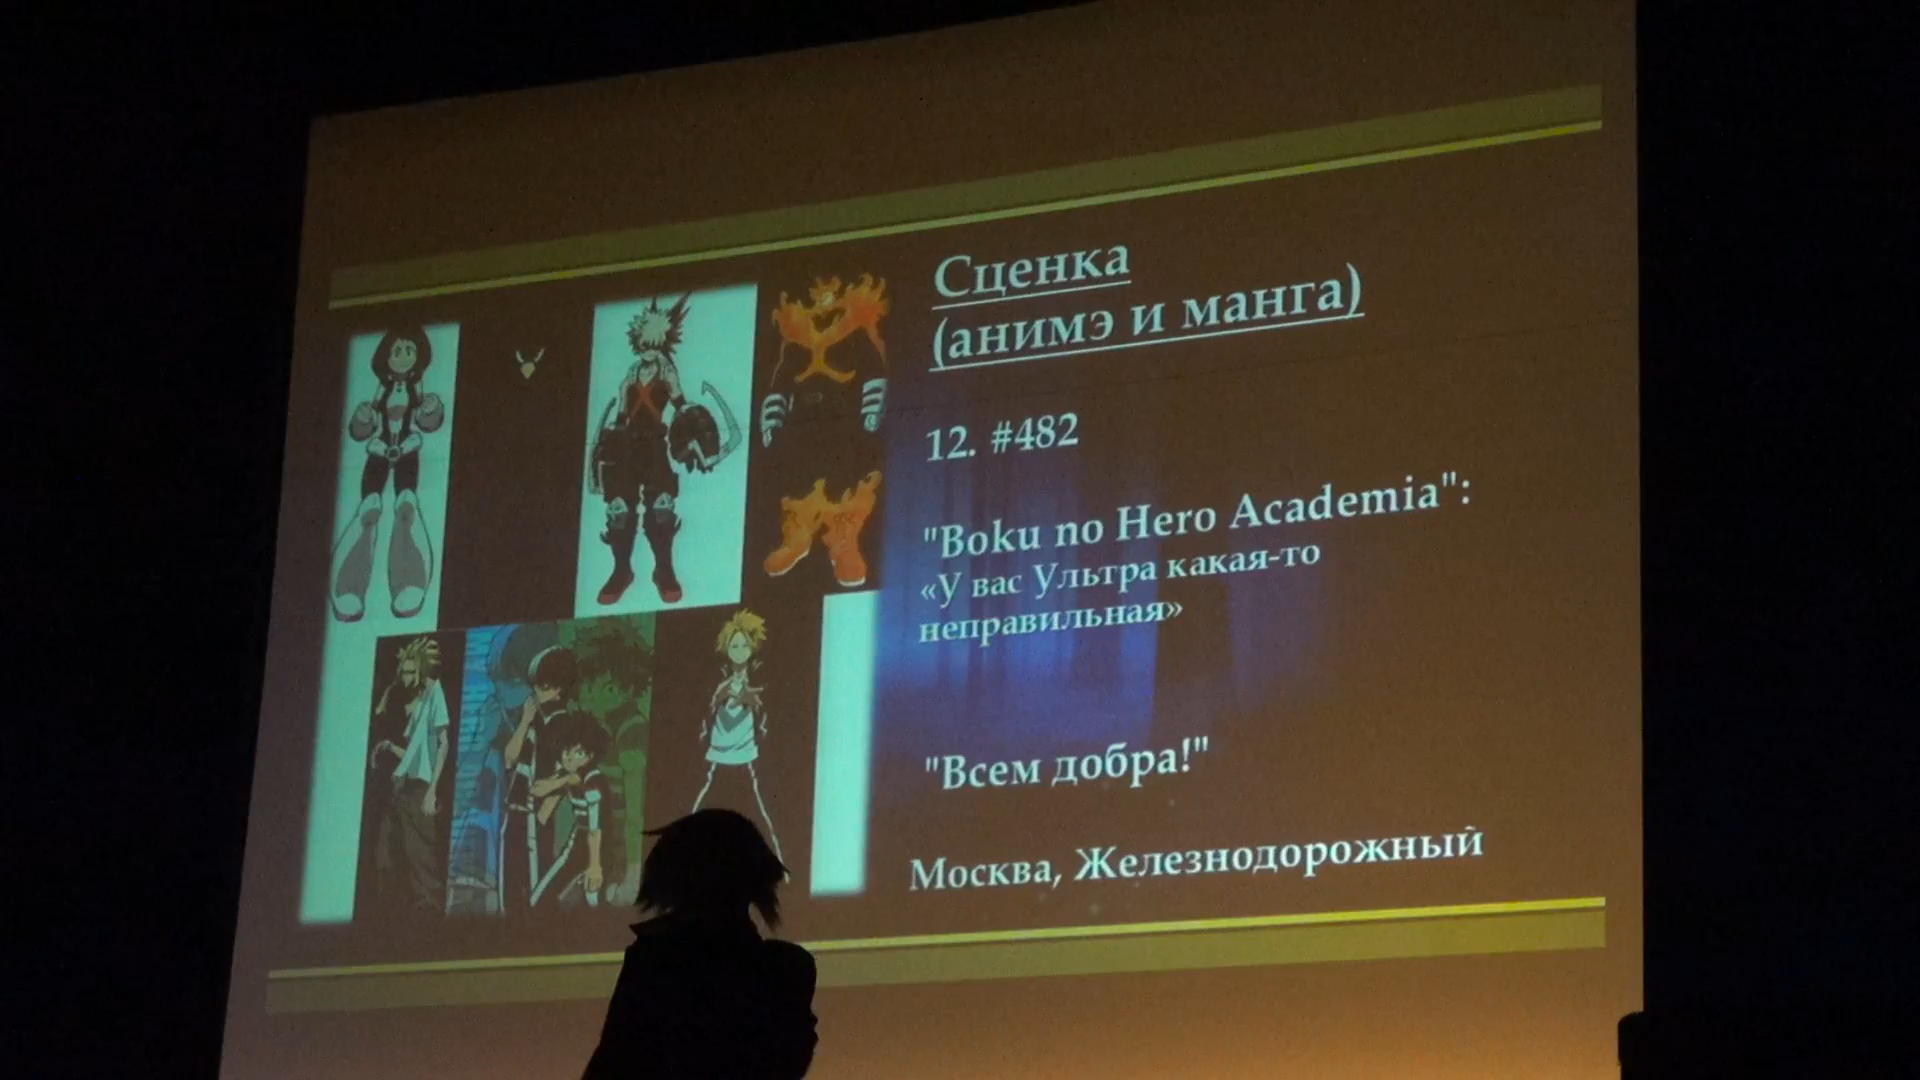 Сценка
(анимэ и манга)
12. #482
"Boku no Hero Academia":
«У вас Ультра какая-то
неправильная»
"Всем добра!"
Москва, Железнодорожный